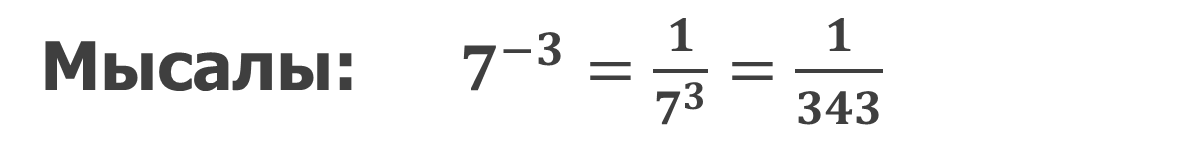 Мысалы: 7⁻³ = 1/7³ = 1/343